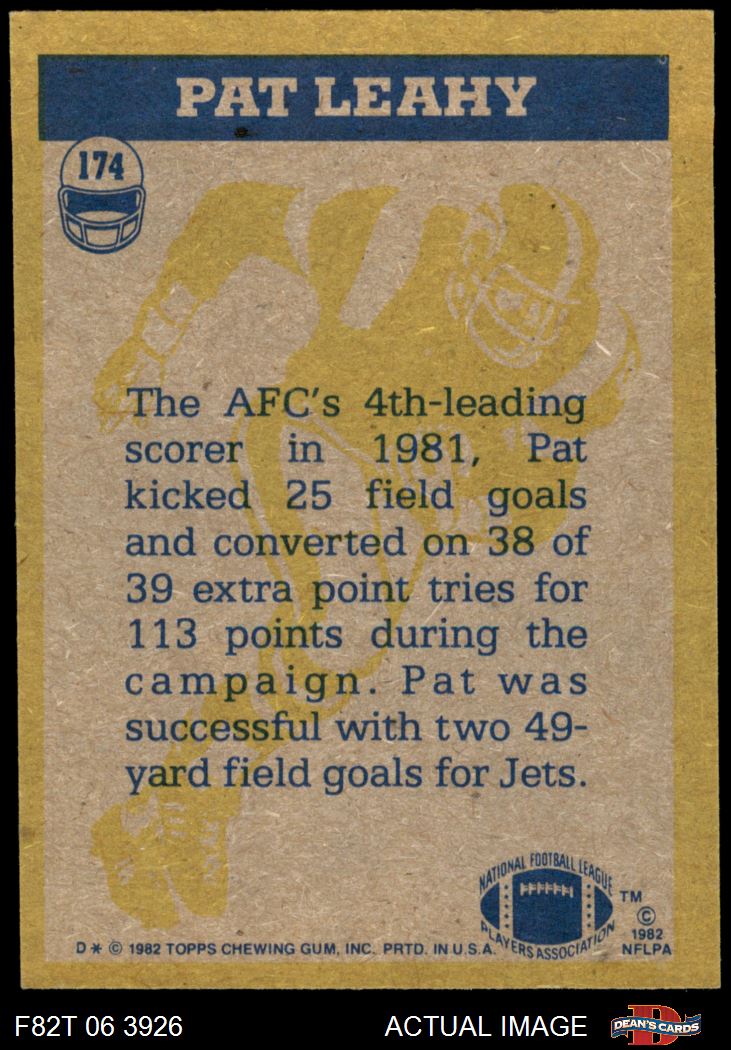 PAT LEAHY
174
The AFC's 4th-leading
scorer in 1981, Pat
kicked 25 field goals
and converted on 38 of
39 extra point tries for
113 points during the
campaign. Pat was
successful with two 49-
yard field goals for Jets.
NATIONAL FOOTBALL LEAGUE
PLAYERS ASSOCIATION
TM
©
1982
NFLPA
D * © 1982 TOPPS CHEWING GUM, INC. PRTD. IN U.S.A.
F82T 06 3926
ACTUAL IMAGE
D
DEAN'S CARDS